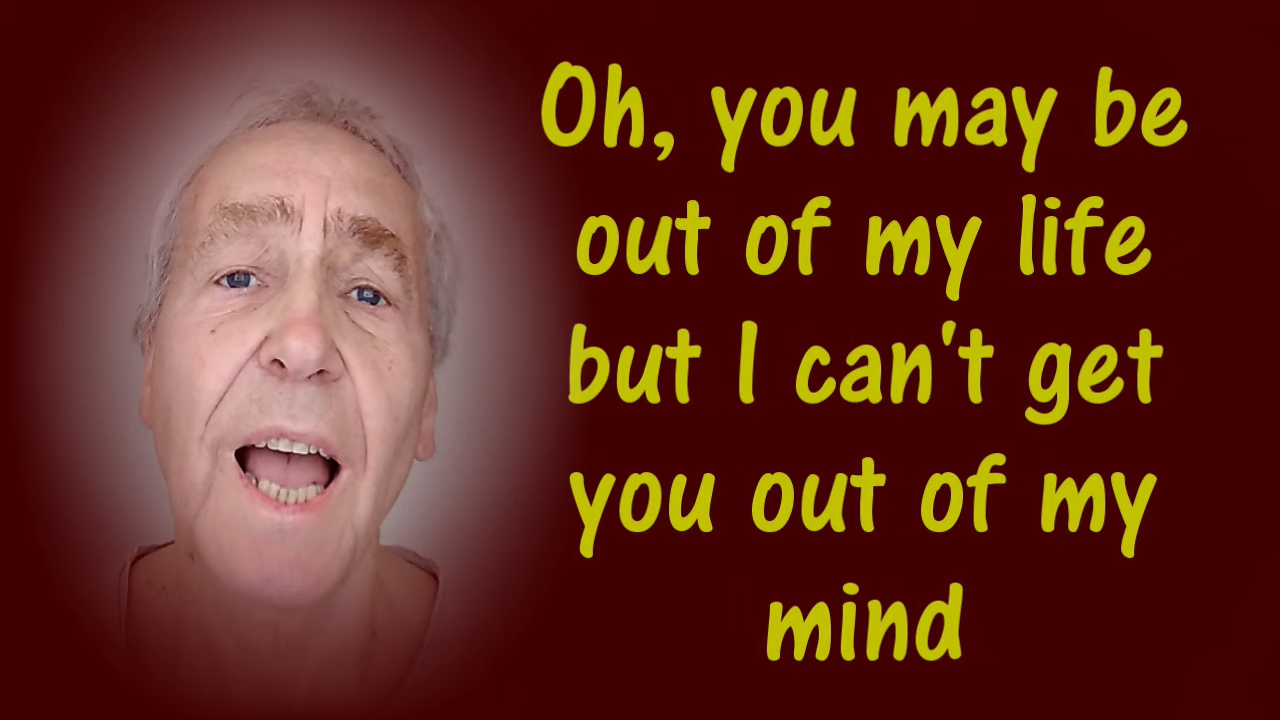 Oh, you may be
out of my life
but I can't get
you out of my
mind